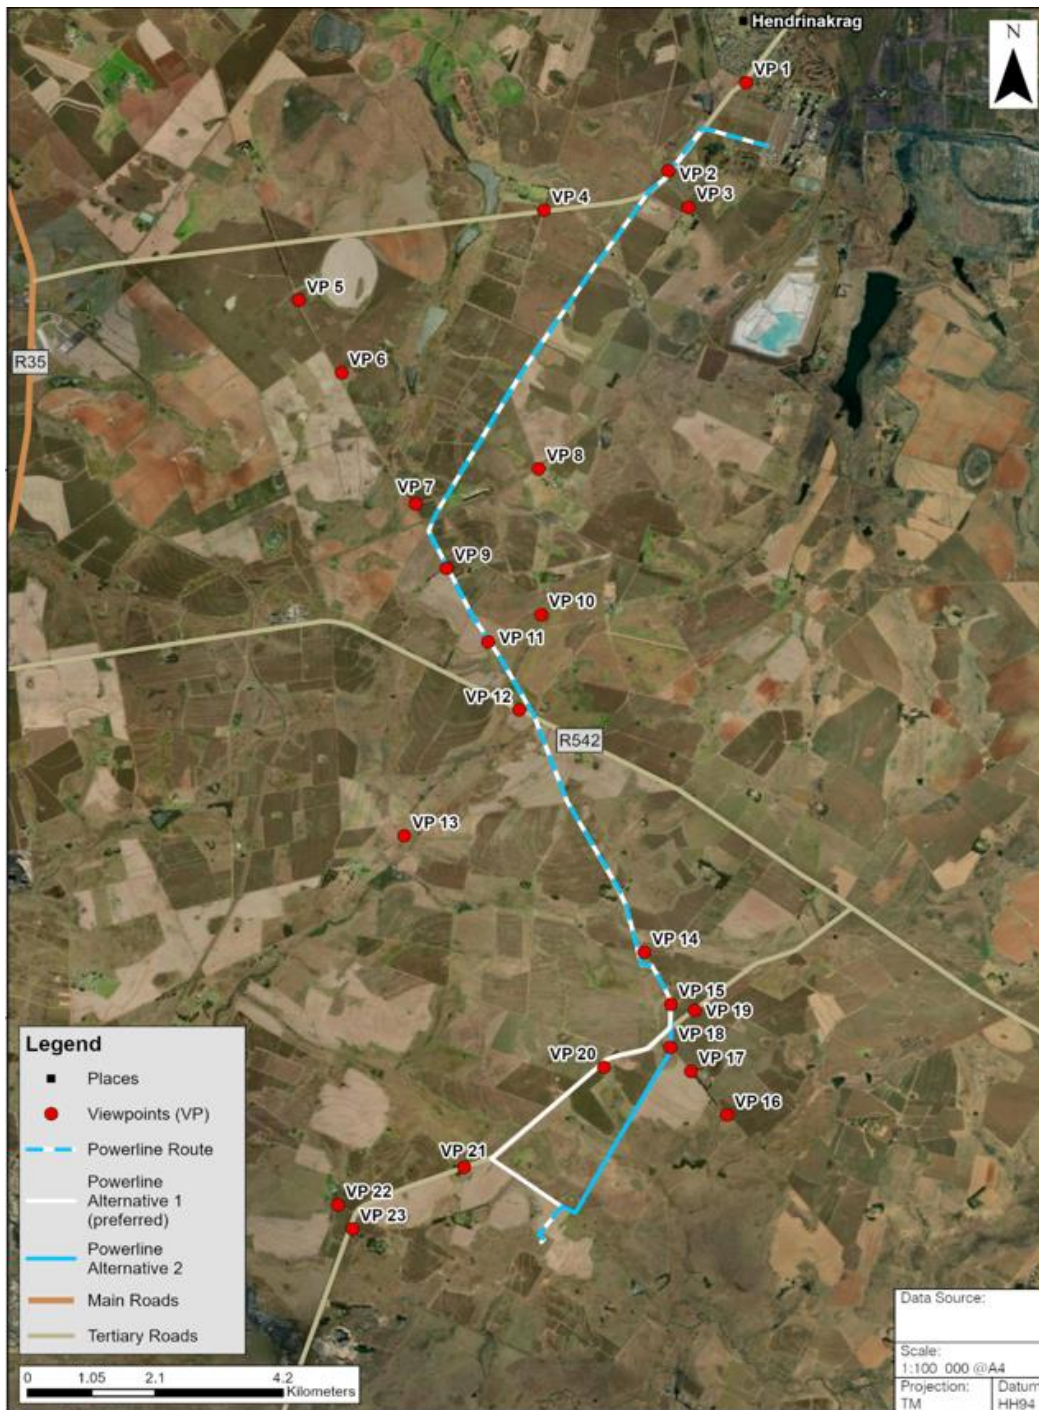 Hendrinakrag
N
VP 1
VP 2
VP 3
VP 4
VP 5
VP 6
R35
VP 8
VP 7
VP 9
VP 10
VP 11
VP 12
R542
VP 13
VP 14
VP 15
VP 19
VP 18
VP 20
VP 17
VP 16
VP 21
VP 22
VP 23
Legend
Places
Viewpoints (VP)
Powerline Route
Powerline
Alternative 1
(preferred)
Powerline
Alternative 2
Main Roads
Tertiary Roads
0 1.05 2.1 4.2
Kilometers
Data Source:
Scale:
1:100 000 @A4
Projection:
TM
Datum
HH94